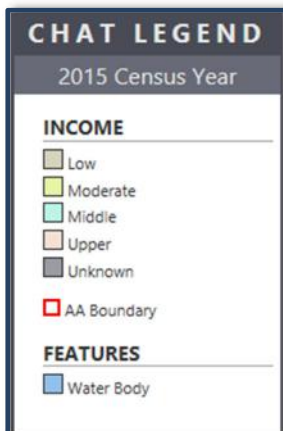 CHAT LEGEND
2015 Census Year
INCOME
Low
Moderate
Middle
Upper
Unknown
AA Boundary
FEATURES
Water Body